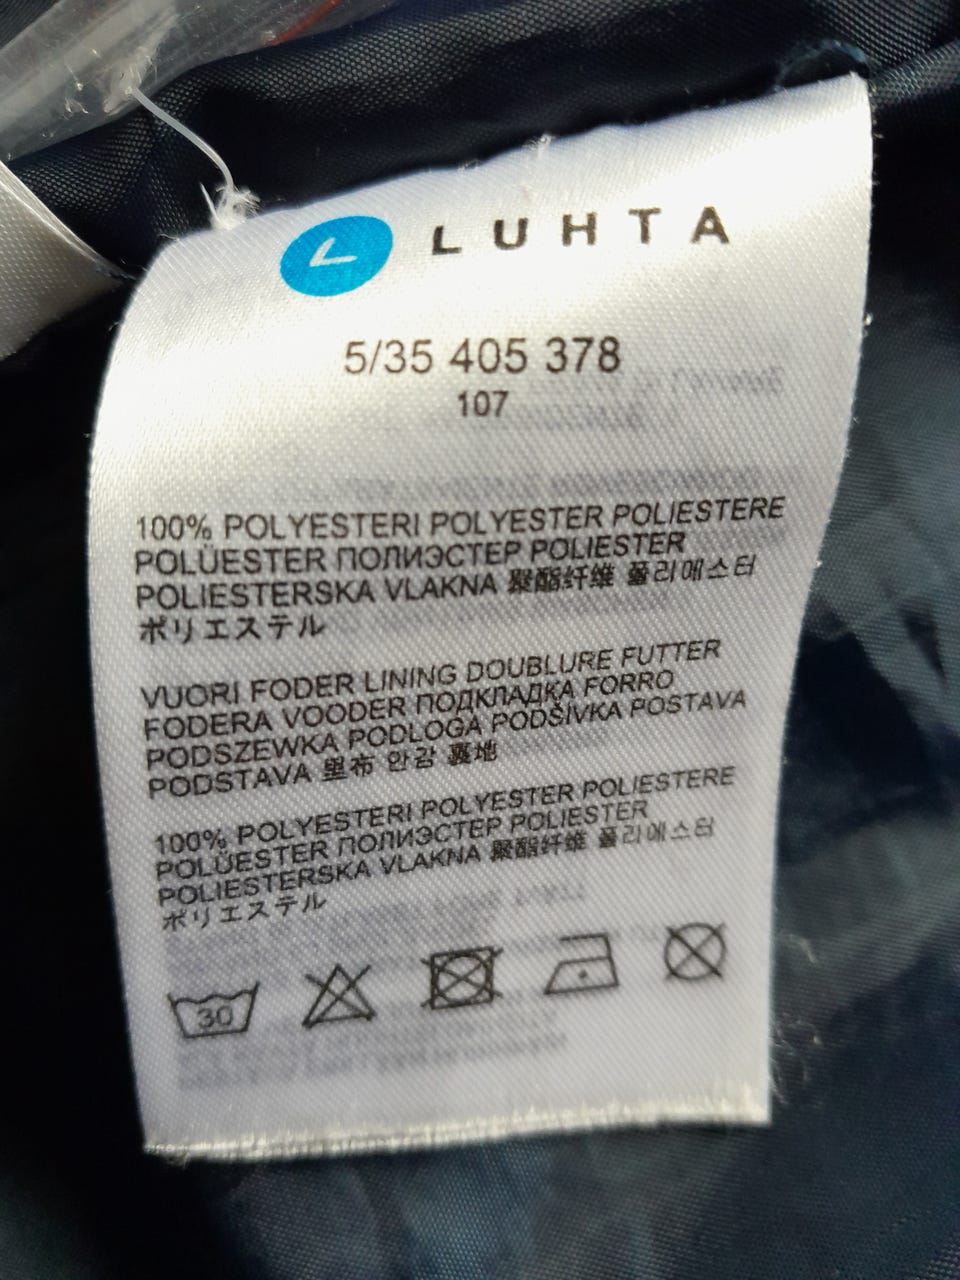 LUHTA
5/35 405 378
107
100% POLYESTERI POLYESTER POLIESTERE
POLÜESTER ПОЛИЭСТЕР POLIESTER
POLIESTERSKA VLAKNA 聚酯纤维 폴리에스터
ポリエステル
VUORI FODER LINING DOUBLURE FUTTER
FODERA VOODER ПОДКЛАДКА FORRO
PODSZEWKA PODLOGA PODŠÍVKA POSTAVA
PODSTAVA 里布 안감 裏地
100% POLYESTERI POLYESTER POLIESTERE
POLÜESTER ПОЛИЭСТЕР POLIESTER
POLIESTERSKA VLAKNA 聚酯纤维 폴리에스터
ポリエステル
30